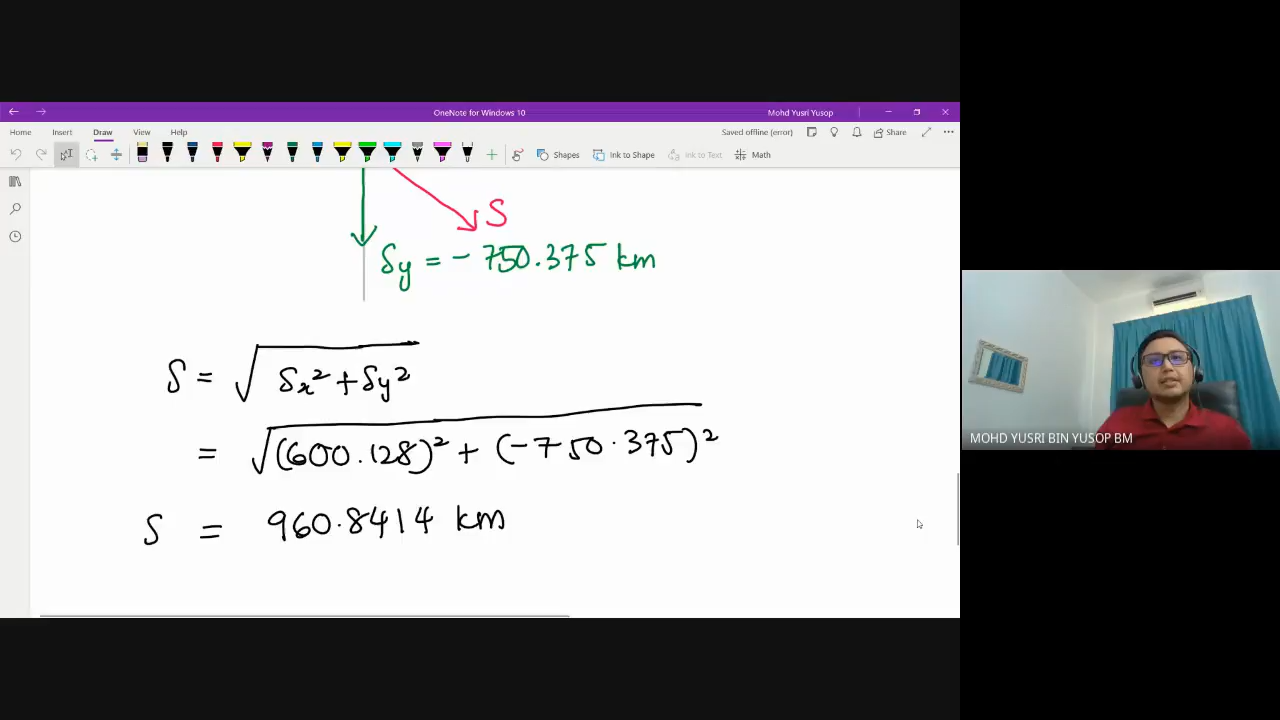 OneNote for Windows 10
Mohd Yusri Yusop
Home Insert Draw View Help
Saved offline (error)
Share
Shapes
Ink to Shape
Ink to Text
Math
S
Sy = - 750.375 km
S = √(Sx² + Sy²)
= √((600.128)² + (-750.375)²)
S = 960.8414 km
MOHD YUSRI BIN YUSOP BM